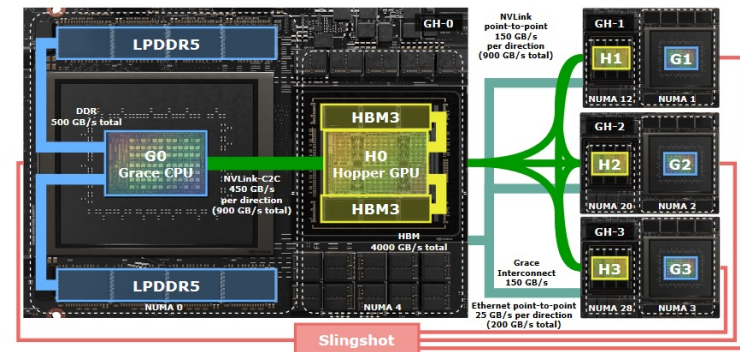 LPDDR5
GH-0
DDR
500 GB/s total
G0
Grace CPU
NVLink-C2C
450 GB/s
per direction
(900 GB/s total)
HBM3
H0
Hopper GPU
HBM3
HBM
4000 GB/s total
LPDDR5
NUMA 0
NUMA 4
NVLink
point-to-point
150 GB/s
per direction
(900 GB/s total)
GH-1
H1
G1
NUMA 12
NUMA 1
GH-2
H2
G2
NUMA 20
NUMA 2
GH-3
H3
G3
NUMA 28
NUMA 3
Grace
Interconnect
150 GB/s
Ethernet point-to-point
25 GB/s per direction
(200 GB/s total)
Slingshot